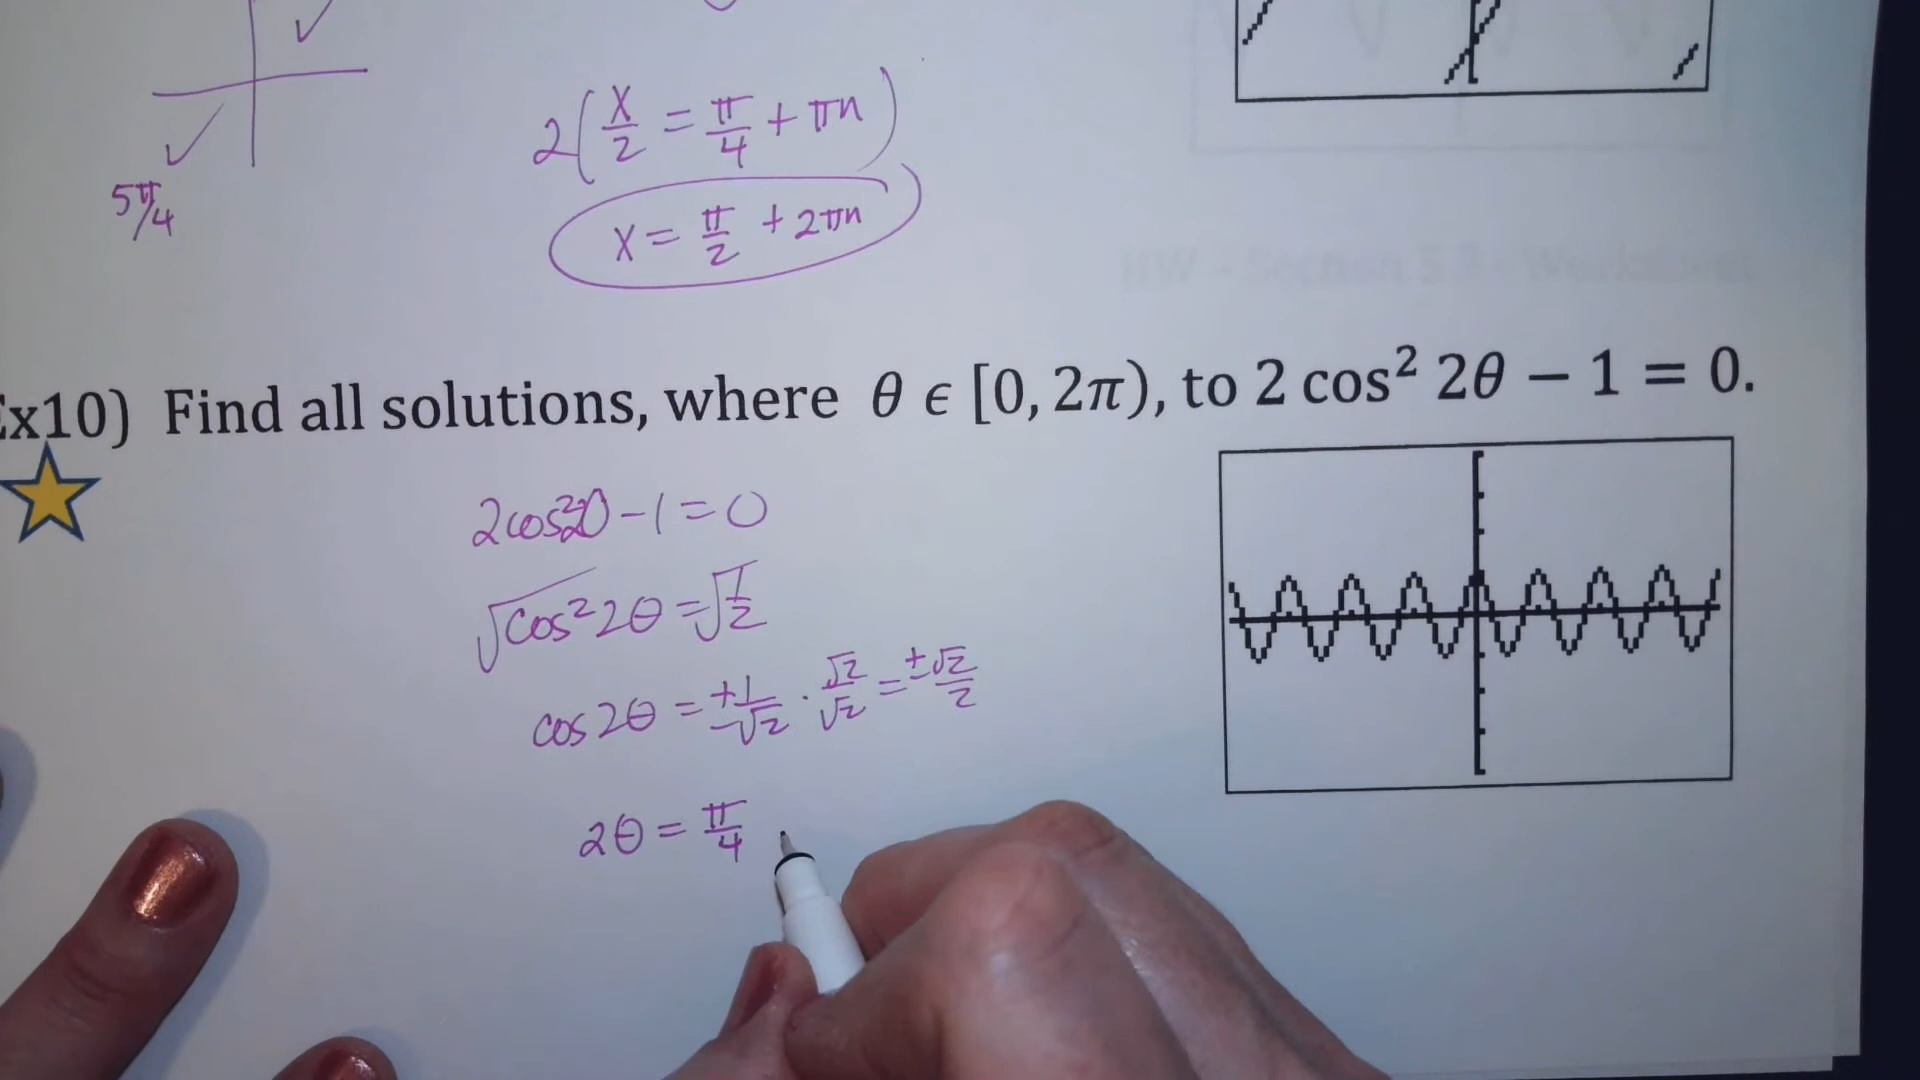 5π/4
2(x/2 = π/4 + πn)
x = π/2 + 2πn
Ex10) Find all solutions, where θ ϵ [0, 2π), to 2 cos² 2θ − 1 = 0.
2cos²2θ − 1 = 0
√cos²2θ = √1/2
cos 2θ = ±1/√2 · √2/√2 = ±√2/2
2θ = π/4